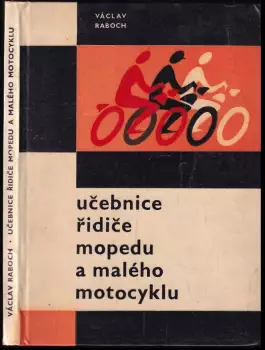 VÁCLAV RABOCH • UČEBNICE ŘIDIČE MOPEDU A MALÉHO MOTOCYKLU
VÁCLAV
RABOCH
učebnice
řidiče
mopedu
a malého
motocyklu